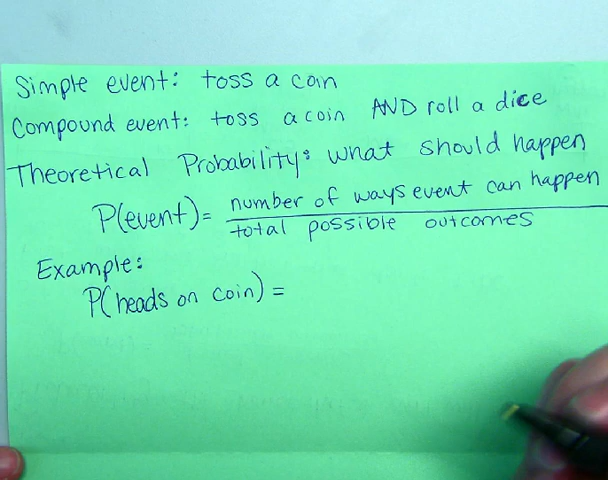 Simple event: toss a coin
Compound event: toss a coin AND roll a dice
Theoretical Probability: what should happen
P(event) = number of ways event can happen
total possible outcomes
Example:
P(heads on coin) =